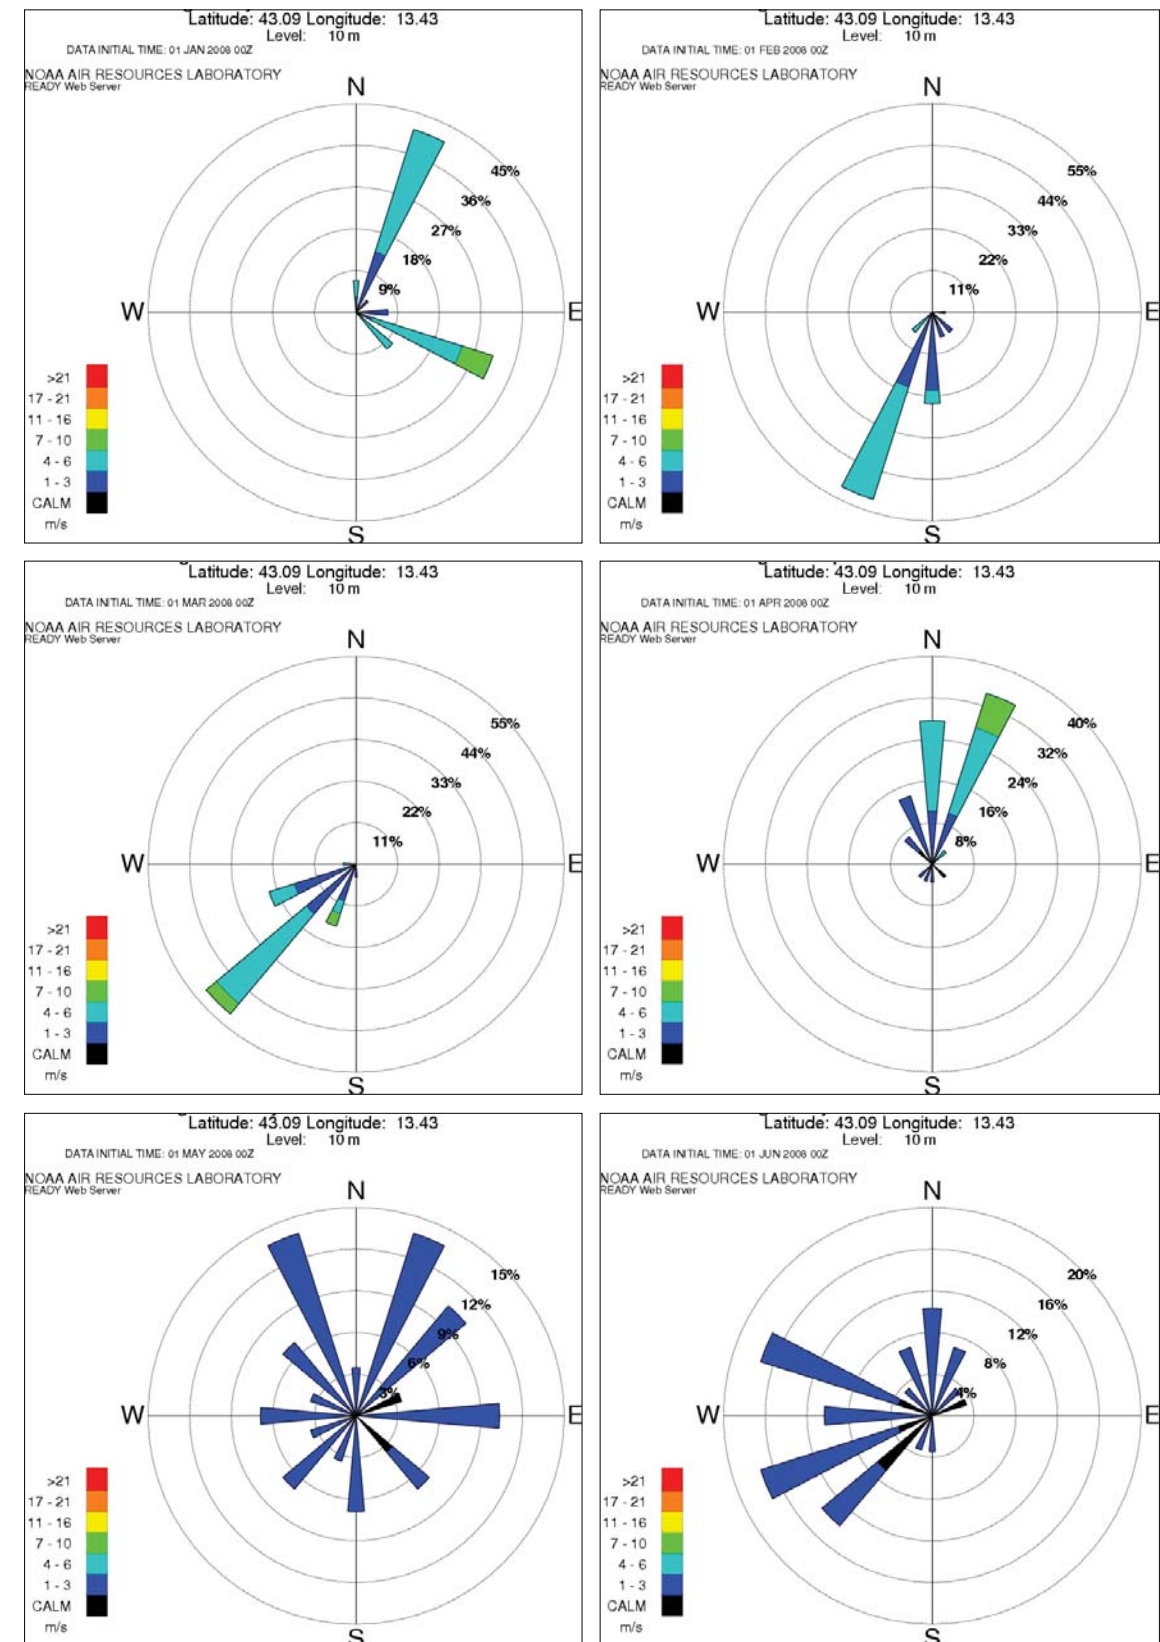 Latitude: 43.09 Longitude: 13.43
Level: 10 m
DATA INITIAL TIME: 01 JAN 2008 00Z
NOAA AIR RESOURCES LABORATORY
READY Web Server
N
45%
36%
27%
18%
9%
W
E
>21
17 - 21
11 - 16
7 - 10
4 - 6
1 - 3
CALM
m/s
S
Latitude: 43.09 Longitude: 13.43
Level: 10 m
DATA INITIAL TIME: 01 FEB 2008 00Z
NOAA AIR RESOURCES LABORATORY
READY Web Server
N
55%
44%
33%
22%
11%
W
E
>21
17 - 21
11 - 16
7 - 10
4 - 6
1 - 3
CALM
m/s
S
Latitude: 43.09 Longitude: 13.43
Level: 10 m
DATA INITIAL TIME: 01 MAR 2008 00Z
NOAA AIR RESOURCES LABORATORY
READY Web Server
N
55%
44%
33%
22%
11%
W
E
>21
17 - 21
11 - 16
7 - 10
4 - 6
1 - 3
CALM
m/s
S
Latitude: 43.09 Longitude: 13.43
Level: 10 m
DATA INITIAL TIME: 01 APR 2008 00Z
NOAA AIR RESOURCES LABORATORY
READY Web Server
N
40%
32%
24%
16%
8%
W
E
>21
17 - 21
11 - 16
7 - 10
4 - 6
1 - 3
CALM
m/s
S
Latitude: 43.09 Longitude: 13.43
Level: 10 m
DATA INITIAL TIME: 01 MAY 2008 00Z
NOAA AIR RESOURCES LABORATORY
READY Web Server
N
15%
12%
9%
6%
3%
W
E
>21
17 - 21
11 - 16
7 - 10
4 - 6
1 - 3
CALM
m/s
S
Latitude: 43.09 Longitude: 13.43
Level: 10 m
DATA INITIAL TIME: 01 JUN 2008 00Z
NOAA AIR RESOURCES LABORATORY
READY Web Server
N
20%
16%
12%
8%
4%
W
E
>21
17 - 21
11 - 16
7 - 10
4 - 6
1 - 3
CALM
m/s
S